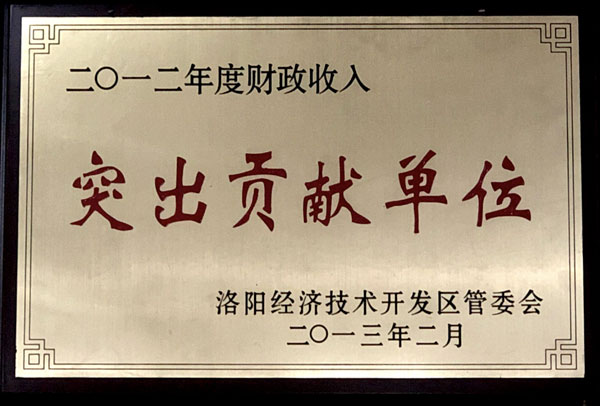 二〇一二年度财政收入
突出贡献单位
洛阳经济技术开发区管委会
二〇一三年二月